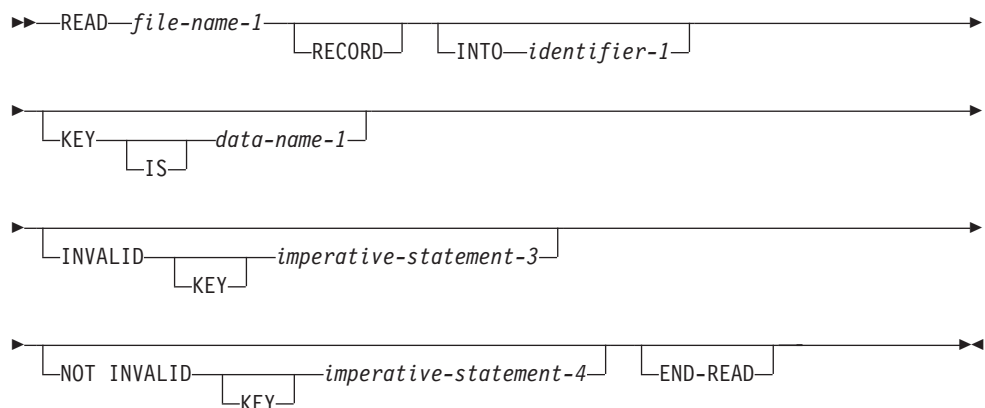 READ file-name-1
RECORD INTO identifier-1
KEY data-name-1
IS
INVALID imperative-statement-3
KEY
NOT INVALID imperative-statement-4 END-READ
KEY